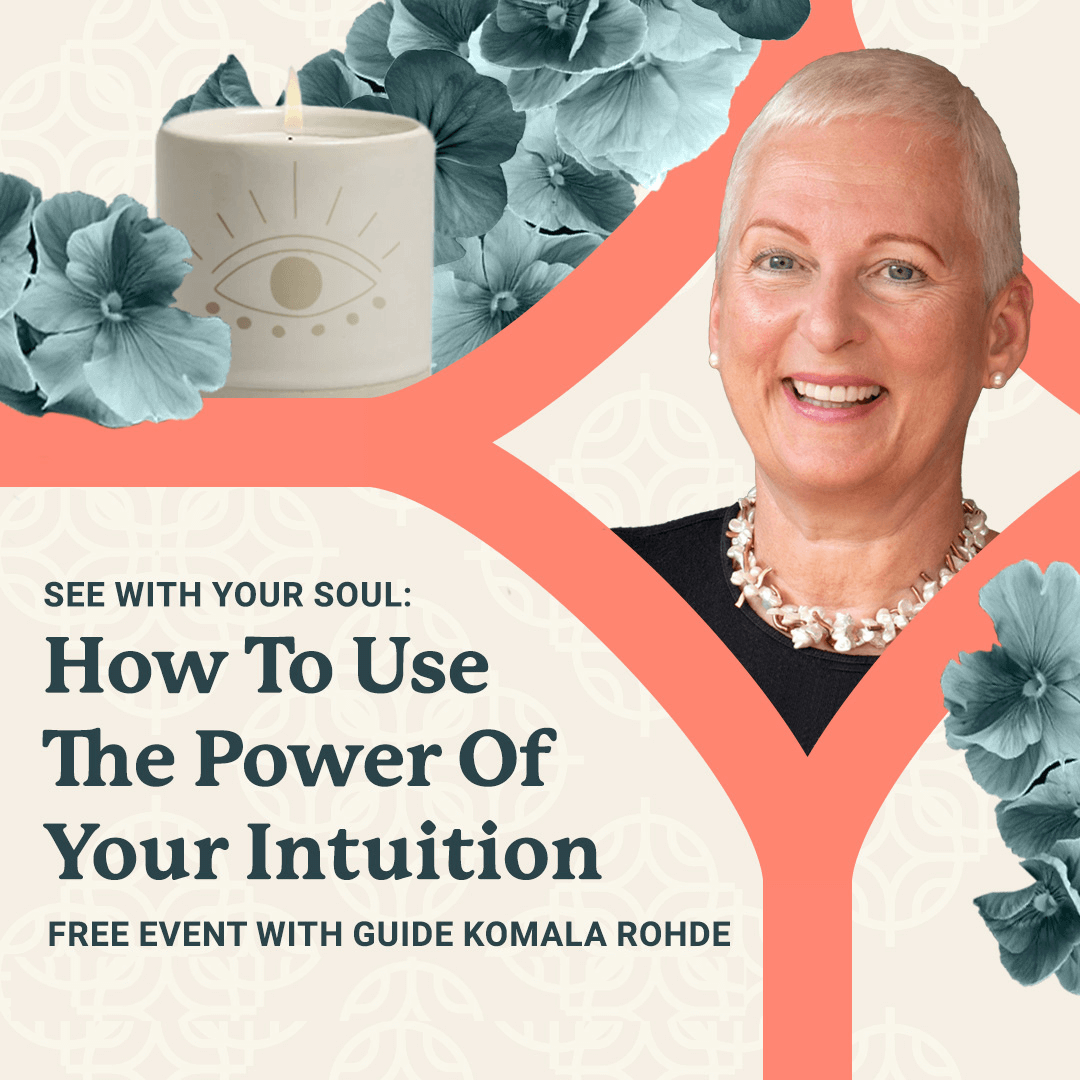 SEE WITH YOUR SOUL:
How To Use
The Power Of
Your Intuition
FREE EVENT WITH GUIDE KOMALA ROHDE